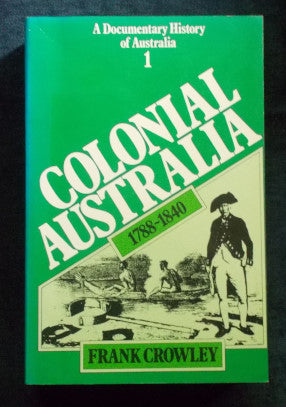 A Documentary History
of Australia
1
COLONIAL
AUSTRALIA
1788-1840
FRANK CROWLEY